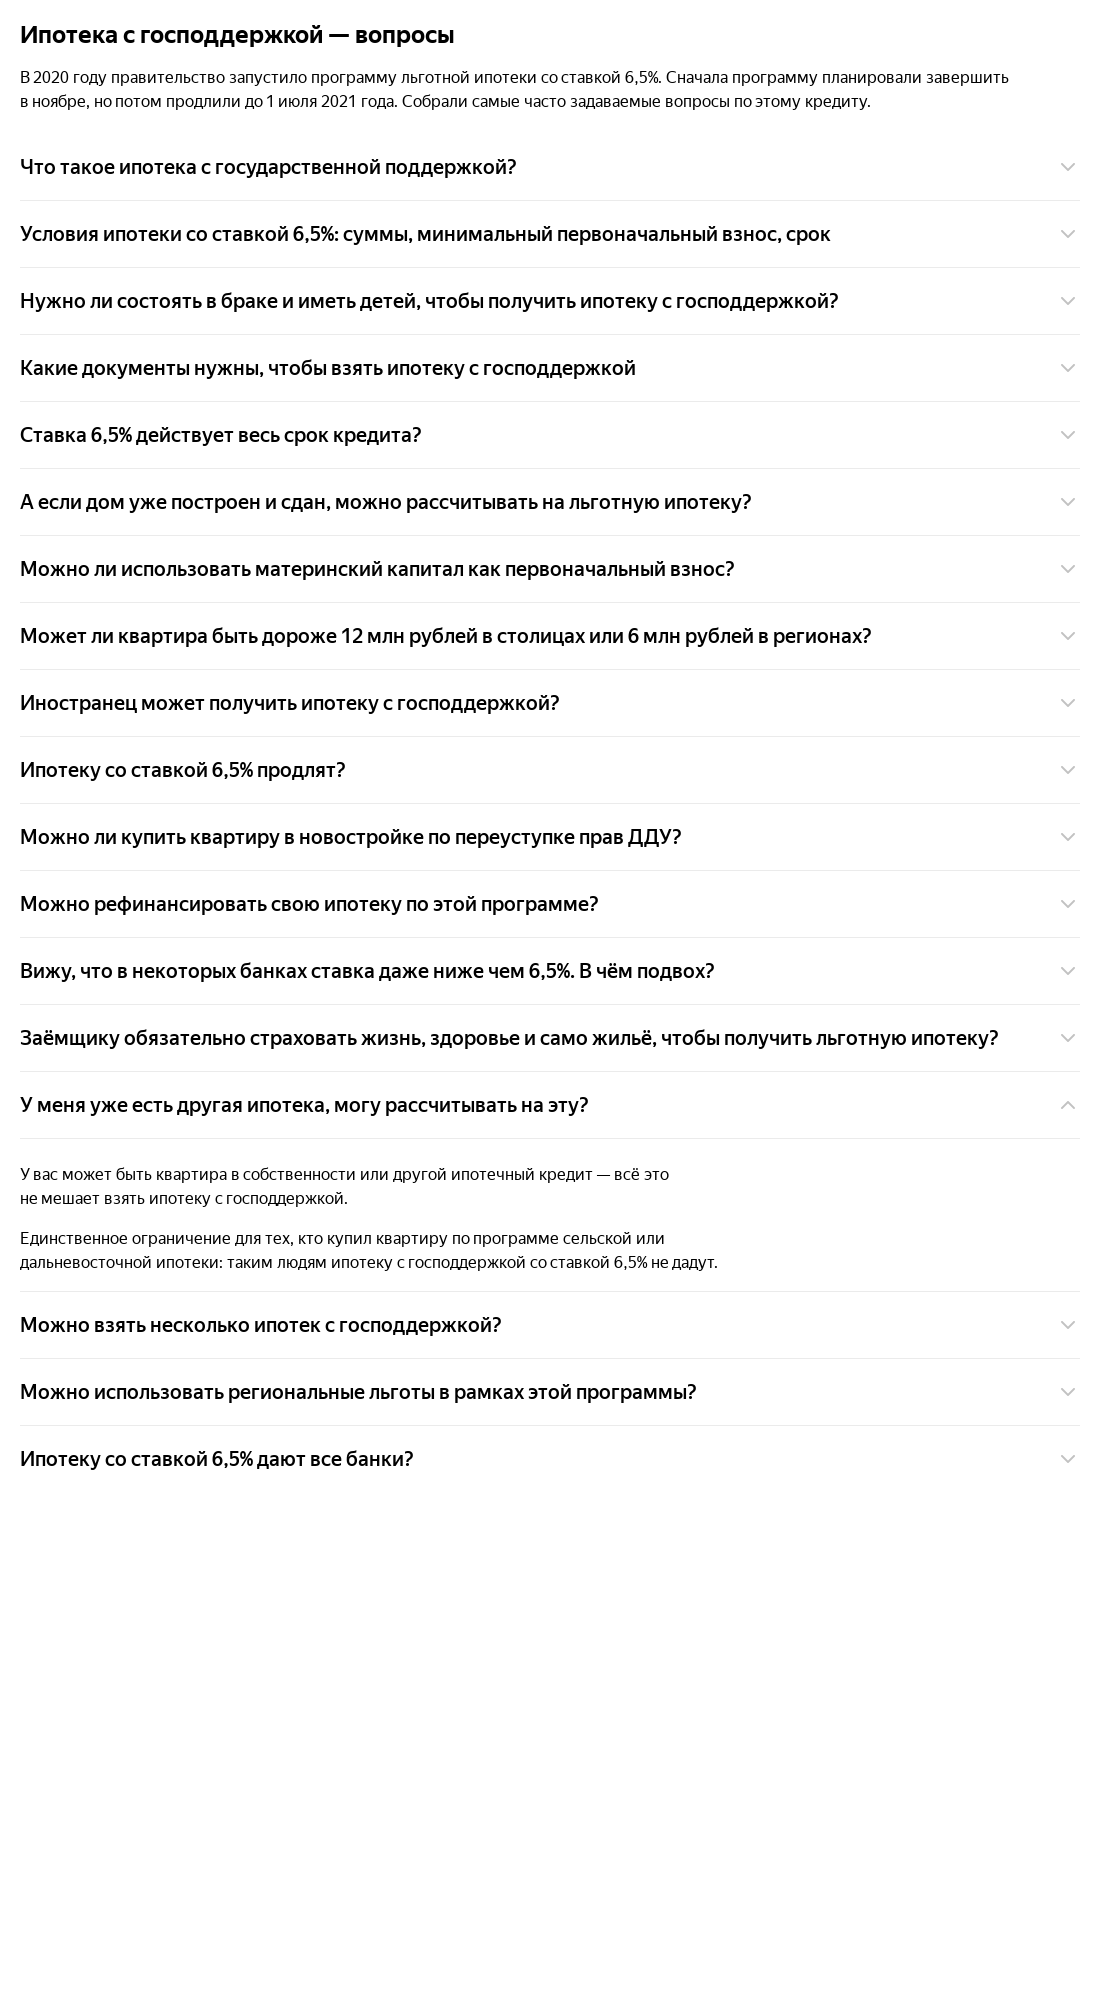 Ипотека с господдержкой — вопросы
В 2020 году правительство запустило программу льготной ипотеки со ставкой 6,5%. Сначала программу планировали завершить
в ноябре, но потом продлили до 1 июля 2021 года. Собрали самые часто задаваемые вопросы по этому кредиту.
Что такое ипотека с государственной поддержкой?
Условия ипотеки со ставкой 6,5%: суммы, минимальный первоначальный взнос, срок
Нужно ли состоять в браке и иметь детей, чтобы получить ипотеку с господдержкой?
Какие документы нужны, чтобы взять ипотеку с господдержкой
Ставка 6,5% действует весь срок кредита?
А если дом уже построен и сдан, можно рассчитывать на льготную ипотеку?
Можно ли использовать материнский капитал как первоначальный взнос?
Может ли квартира быть дороже 12 млн рублей в столицах или 6 млн рублей в регионах?
Иностранец может получить ипотеку с господдержкой?
Ипотеку со ставкой 6,5% продлят?
Можно ли купить квартиру в новостройке по переуступке прав ДДУ?
Можно рефинансировать свою ипотеку по этой программе?
Вижу, что в некоторых банках ставка даже ниже чем 6,5%. В чём подвох?
Заёмщику обязательно страховать жизнь, здоровье и само жильё, чтобы получить льготную ипотеку?
У меня уже есть другая ипотека, могу рассчитывать на эту?
У вас может быть квартира в собственности или другой ипотечный кредит — всё это
не мешает взять ипотеку с господдержкой.
Единственное ограничение для тех, кто купил квартиру по программе сельской или
дальневосточной ипотеки: таким людям ипотеку с господдержкой со ставкой 6,5% не дадут.
Можно взять несколько ипотек с господдержкой?
Можно использовать региональные льготы в рамках этой программы?
Ипотеку со ставкой 6,5% дают все банки?